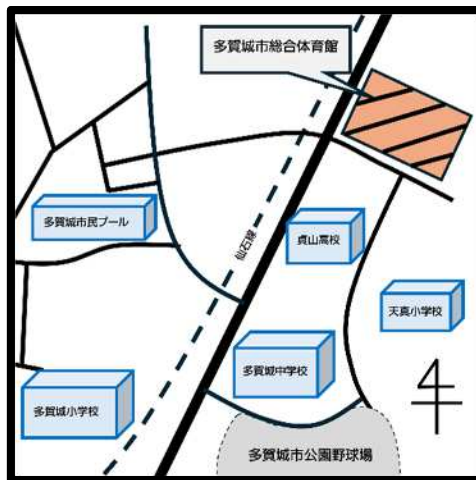 多賀城市総合体育館
多賀城市民プール
仙石線
貞山高校
天真小学校
多賀城中学校
多賀城小学校
多賀城市公園野球場